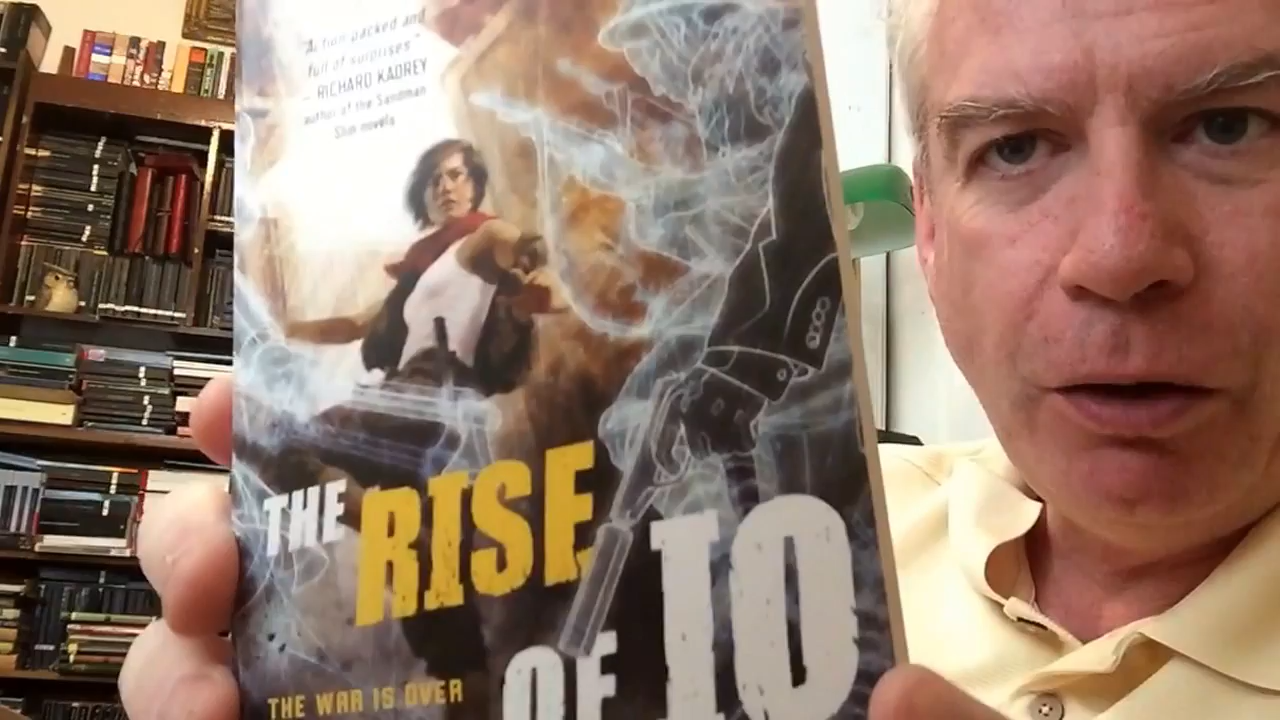 "Action-packed and
full of surprises"
– RICHARD KADREY
author of the Sandman
Slim novels
THE RISE
OF IO
THE WAR IS OVER